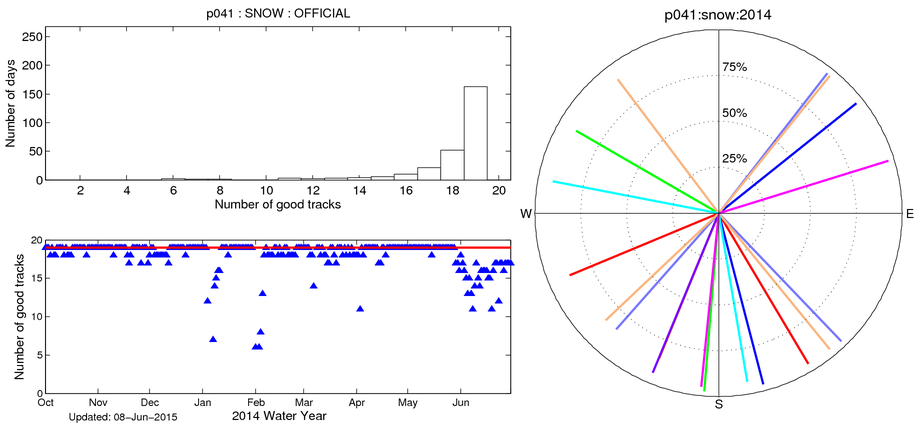 p041 : SNOW : OFFICIAL
250
200
150
100
50
0
Number of days
2 4 6 8 10 12 14 16 18 20
Number of good tracks
20
15
10
5
0
Number of good tracks
Oct Nov Dec Jan Feb Mar Apr May Jun
Updated: 08-Jun-2015
2014 Water Year
p041:snow:2014
75%
50%
25%
W
E
S